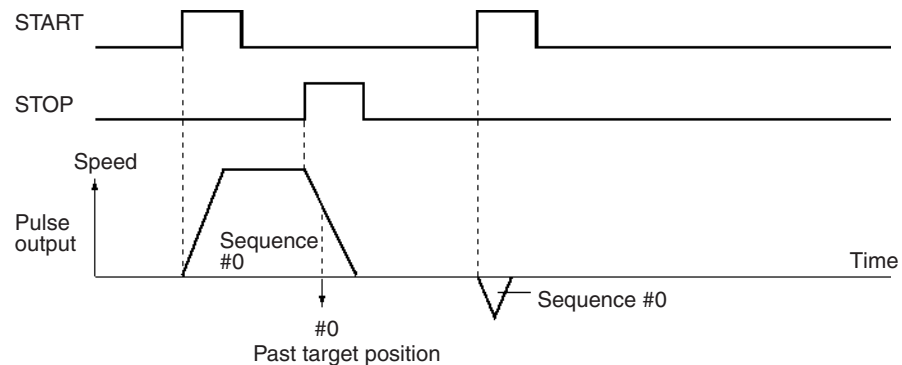 START
STOP
Speed
Pulse
output
Sequence
#0
Time
Sequence #0
#0
Past target position